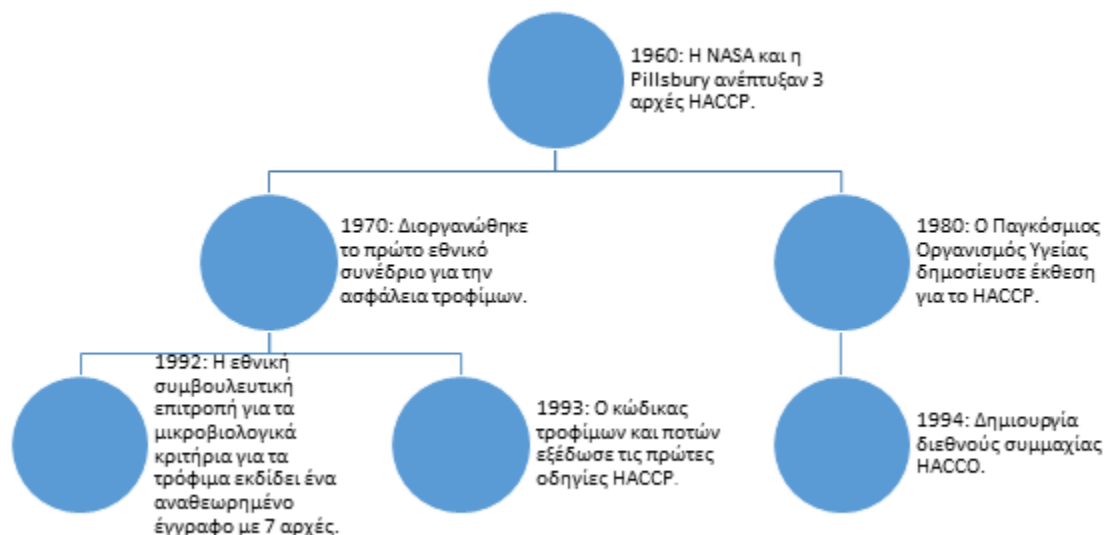 1960: Η NASA και η
Pillsbury ανέπτυξαν 3
αρχές HACCP.
1970: Διοργανώθηκε
το πρώτο εθνικό
συνέδριο για την
ασφάλεια τροφίμων.
1980: Ο Παγκόσμιος
Οργανισμός Υγείας
δημοσίευσε έκθεση
για το HACCP.
1992: Η εθνική
συμβουλευτική
επιτροπή για τα
μικροβιολογικά
κριτήρια για τα
τρόφιμα εκδίδει ένα
αναθεωρημένο
έγγραφο με 7 αρχές.
1993: Ο κώδικας
τροφίμων και ποτών
εξέδωσε τις πρώτες
οδηγίες HACCP.
1994: Δημιουργία
διεθνούς συμμαχίας
HACCO.